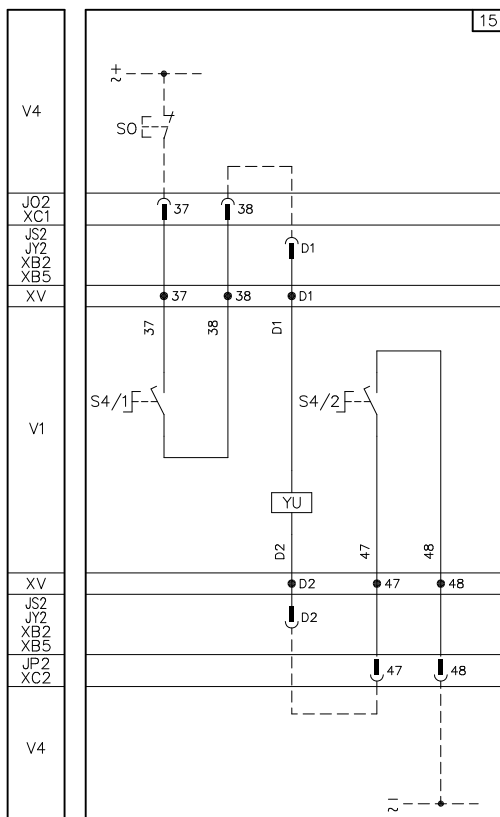 15
+
~
V4
SO
JO2
XC1
37
38
JS2
JY2
XB2
XB5
D1
XV
37
38
D1
37
38
D1
S4/1
S4/2
V1
YU
D2
47
48
XV
D2
47
48
JS2
JY2
XB2
XB5
D2
JP2
XC2
47
48
V4
–
~